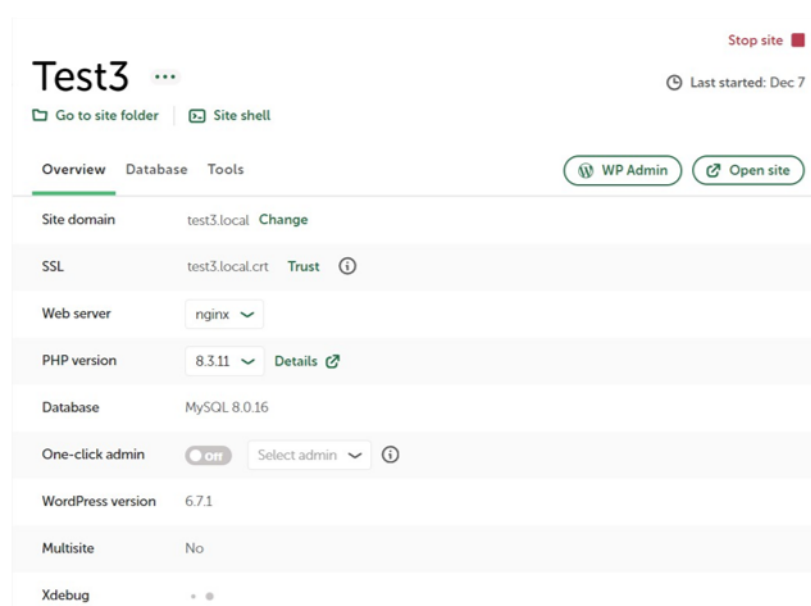 Stop site
Test3 ...
Last started: Dec 7
Go to site folder Site shell
Overview Database Tools WP Admin Open site
Site domain test3.local Change
SSL test3.local.crt Trust
Web server nginx
PHP version 8.3.11 Details
Database MySQL 8.0.16
One-click admin Off Select admin
WordPress version 6.7.1
Multisite No
Xdebug